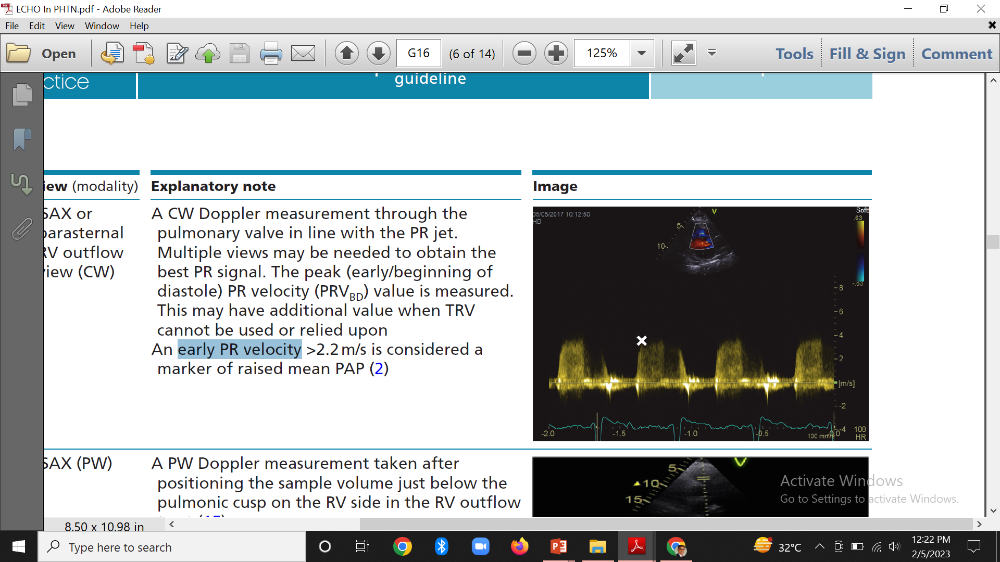 ECHO In PHTN.pdf - Adobe Reader
File Edit View Window Help
Open G16 (6 of 14) 125% Tools Fill & Sign Comment
ctice
guideline
iew (modality)
SAX or
parasternal
RV outflow
view (CW)
Explanatory note
A CW Doppler measurement through the
pulmonary valve in line with the PR jet.
Multiple views may be needed to obtain the
best PR signal. The peak (early/beginning of
diastole) PR velocity (PRVBD) value is measured.
This may have additional value when TRV
cannot be used or relied upon
An early PR velocity >2.2 m/s is considered a
marker of raised mean PAP (2)
Image
05/05/2017 10:12:50
HD
V
Soft
.63
5
10
-.63
8
6
4
2
[m/s]
-2
-4
-2.0 -1.5 -1.0 -0.5 0.0
100 mm/s
108
HR
SAX (PW)
A PW Doppler measurement taken after
positioning the sample volume just below the
pulmonic cusp on the RV side in the RV outflow
5
10
15
V
Activate Windows
Go to Settings to activate Windows.
8.50 x 10.98 in
Type here to search
32°C
12:22 PM
2/5/2023